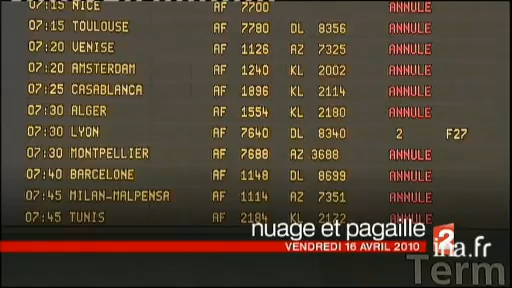 07:15 NICE AF 7700 ANNULE
07:15 TOULOUSE AF 7780 DL 8356 ANNULE
07:20 VENISE AF 1126 AZ 7325 ANNULE
07:20 AMSTERDAM AF 1240 KL 2002 ANNULE
07:25 CASABLANCA AF 1896 KL 2114 ANNULE
07:30 ALGER AF 1554 KL 2180 ANNULE
07:30 LYON AF 7640 DL 8340 2 F27
07:30 MONTPELLIER AF 7688 AZ 3688 ANNULE
07:40 BARCELONE AF 1148 DL 8699 ANNULE
07:45 MILAN-MALPENSA AF 1114 AZ 7351 ANNULE
07:45 TUNIS AF 2184 KL 2172 ANNULE
nuage et pagaille 2
VENDREDI 16 AVRIL 2010
ina.fr
Term